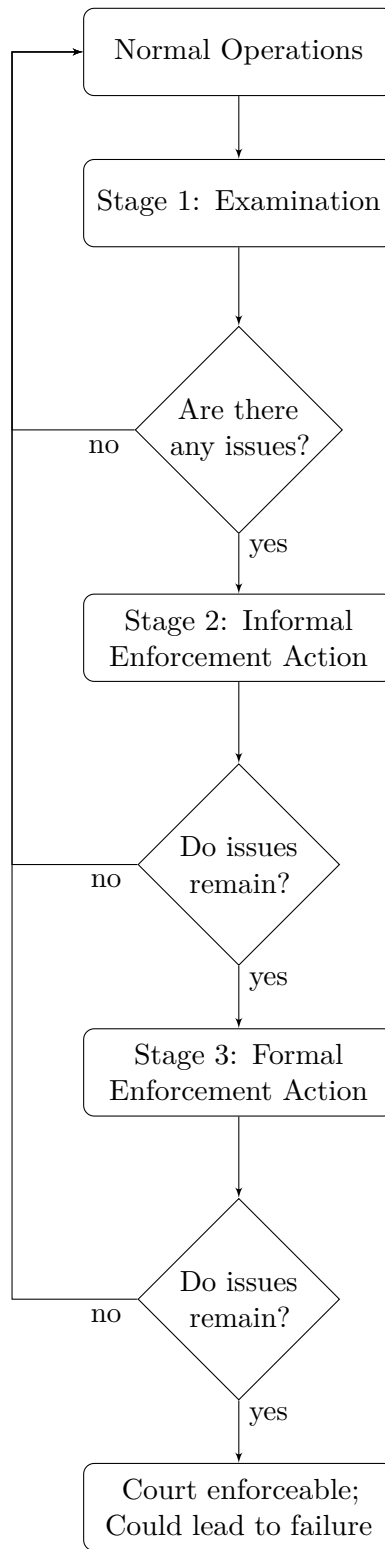 Normal Operations
Stage 1: Examination
Are there
any issues?
no
yes
Stage 2: Informal
Enforcement Action
Do issues
remain?
no
yes
Stage 3: Formal
Enforcement Action
Do issues
remain?
no
yes
Court enforceable;
Could lead to failure